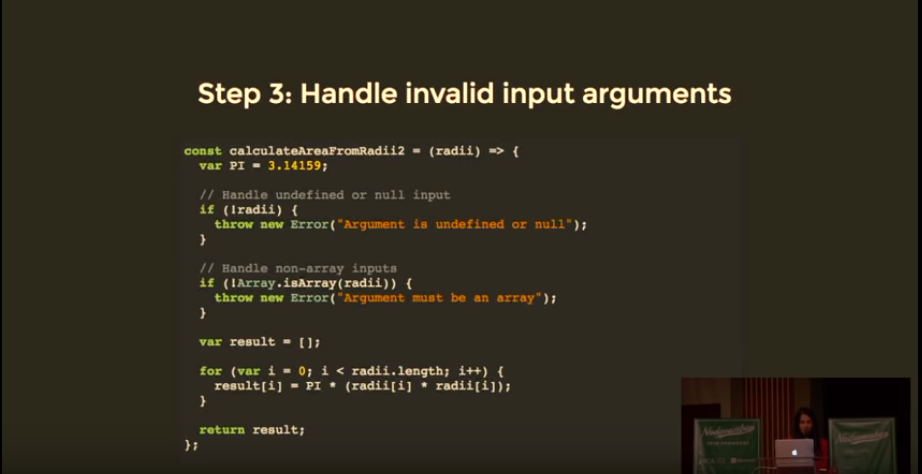 Step 3: Handle invalid input arguments
const calculateAreaFromRadii2 = (radii) => {
var PI = 3.14159;
// Handle undefined or null input
if (!radii) {
throw new Error("Argument is undefined or null");
}
// Handle non-array inputs
if (!Array.isArray(radii)) {
throw new Error("Argument must be an array");
}
var result = [];
for (var i = 0; i < radii.length; i++) {
result[i] = PI * (radii[i] * radii[i]);
}
return result;
};